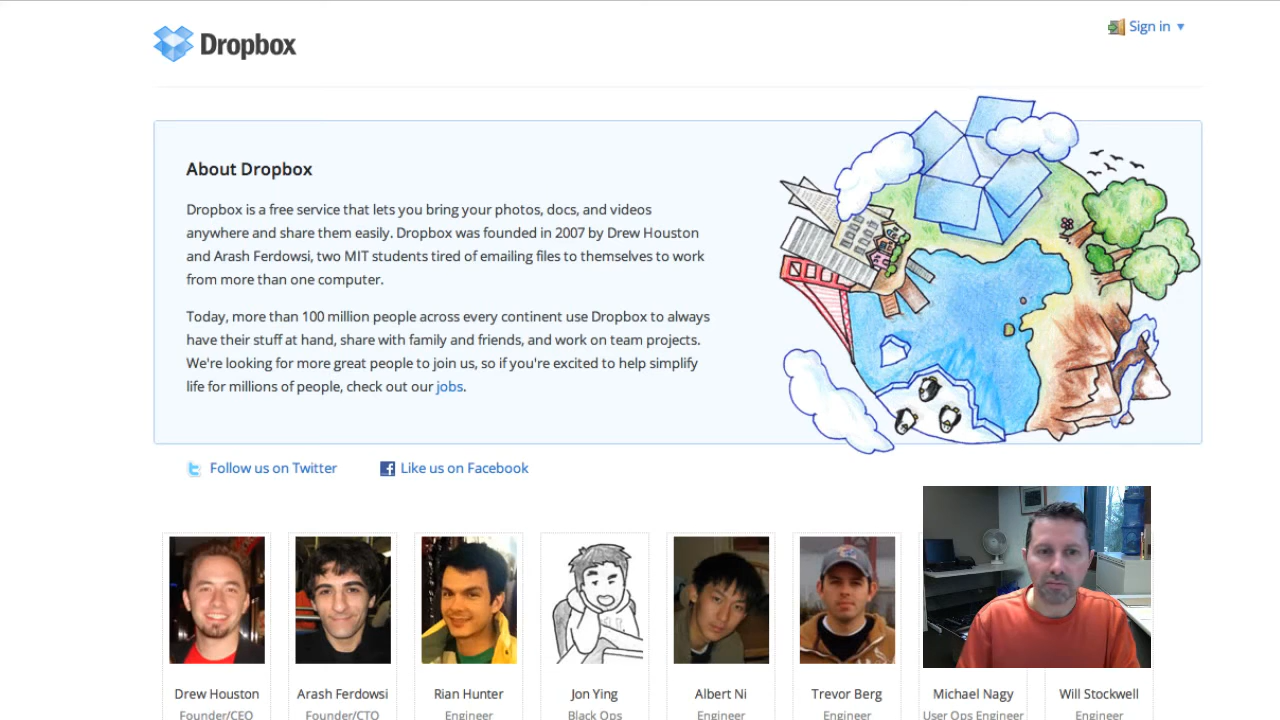 Dropbox
Sign in ▼
About Dropbox
Dropbox is a free service that lets you bring your photos, docs, and videos
anywhere and share them easily. Dropbox was founded in 2007 by Drew Houston
and Arash Ferdowsi, two MIT students tired of emailing files to themselves to work
from more than one computer.
Today, more than 100 million people across every continent use Dropbox to always
have their stuff at hand, share with family and friends, and work on team projects.
We're looking for more great people to join us, so if you're excited to help simplify
life for millions of people, check out our jobs.
Follow us on Twitter
Like us on Facebook
Drew Houston
Arash Ferdowsi
Rian Hunter
Jon Ying
Albert Ni
Trevor Berg
Michael Nagy
Will Stockwell
Founder/CEO
Founder/CTO
Engineer
Black Ops
Engineer
Engineer
User Ops Engineer
Engineer